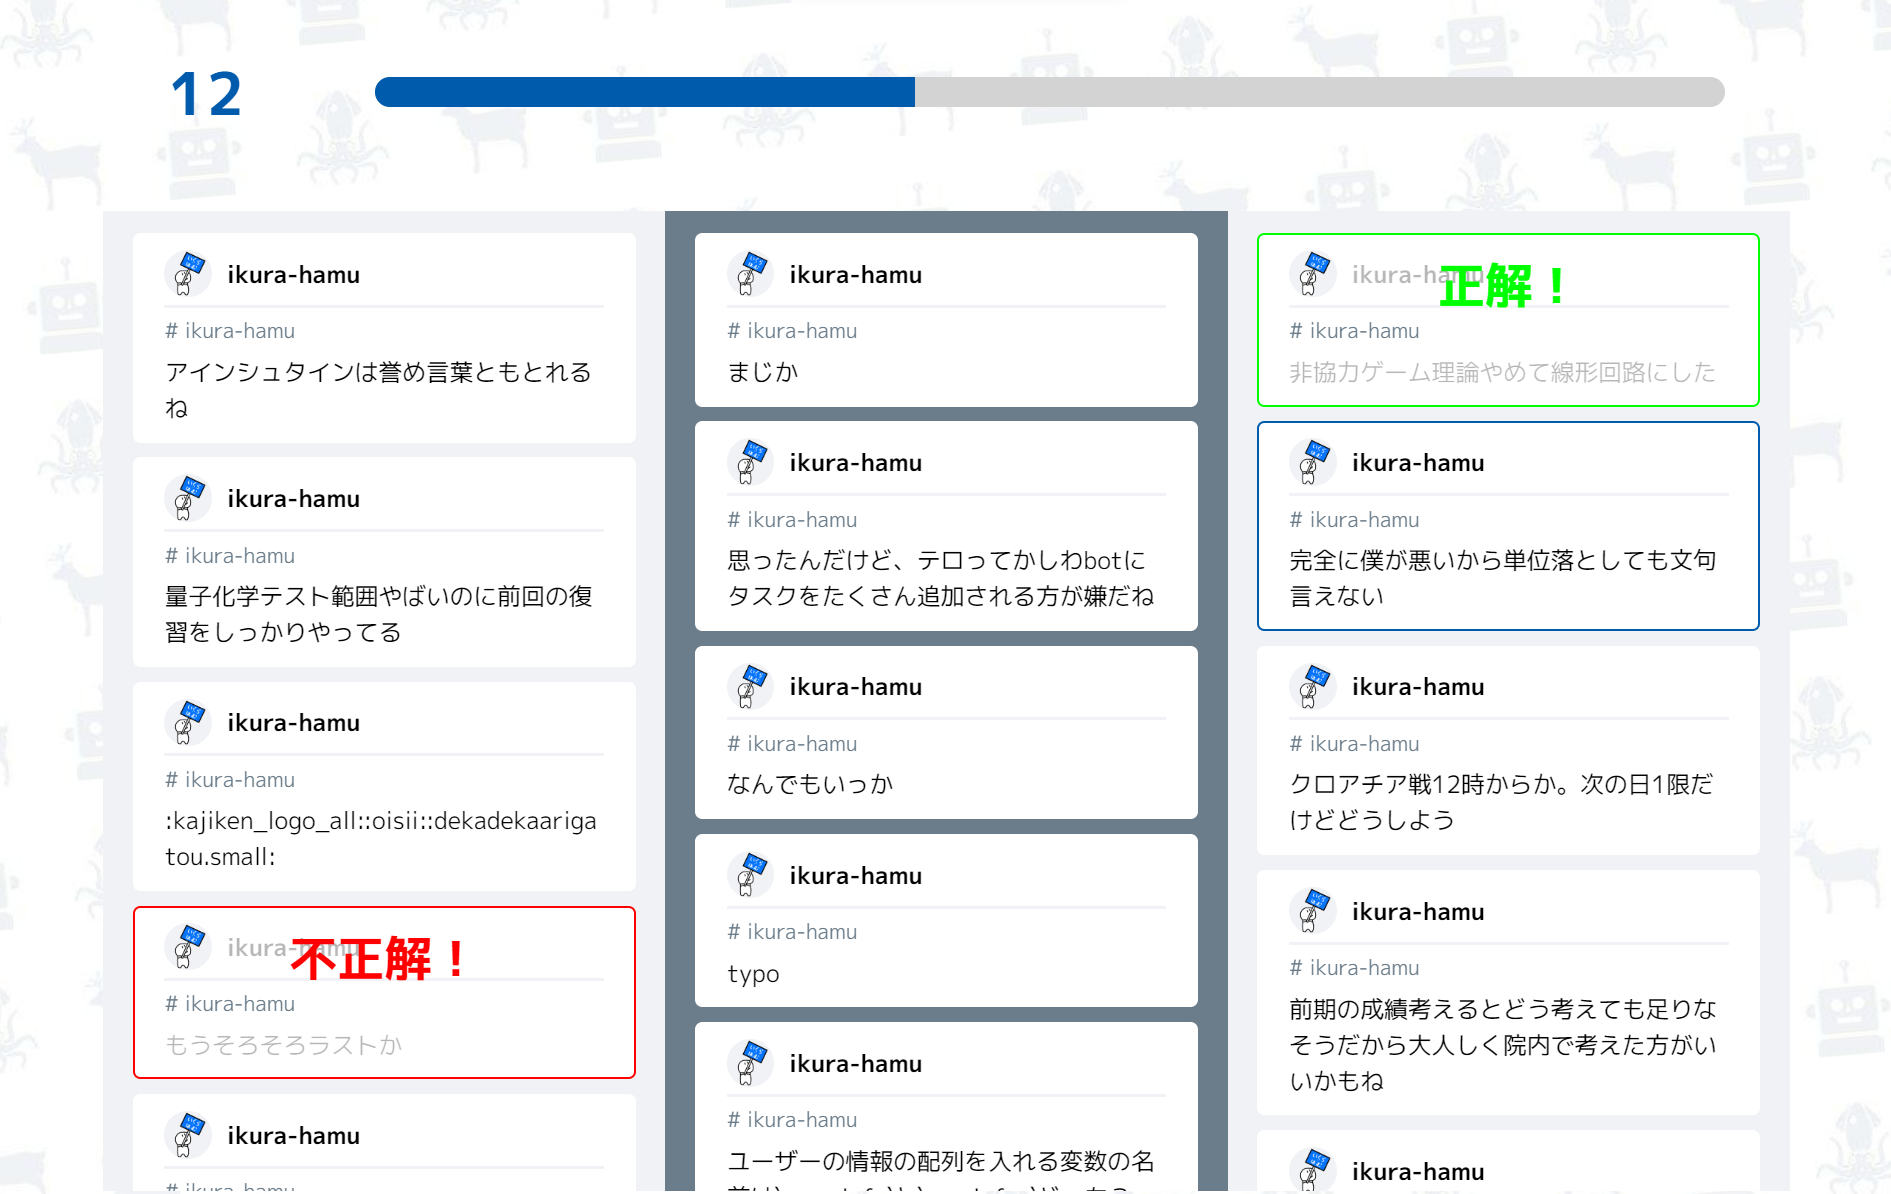 12
ikura-hamu
# ikura-hamu
アインシュタインは誉め言葉ともとれる
ね
ikura-hamu
# ikura-hamu
量子化学テスト範囲やばいのに前回の復
習をしっかりやってる
ikura-hamu
# ikura-hamu
:kajiken_logo_all::oisii::dekadekaariga
tou.small:
ikura-hamu
不正解！
# ikura-hamu
もうそろそろラストか
ikura-hamu
# ikura-hamu
ikura-hamu
# ikura-hamu
まじか
ikura-hamu
# ikura-hamu
思ったんだけど、テロってかしわbotに
タスクをたくさん追加される方が嫌だね
ikura-hamu
# ikura-hamu
なんでもいっか
ikura-hamu
# ikura-hamu
typo
ikura-hamu
# ikura-hamu
ユーザーの情報の配列を入れる変数の名
ikura-hamu
正解！
# ikura-hamu
非協力ゲーム理論やめて線形回路にした
ikura-hamu
# ikura-hamu
完全に僕が悪いから単位落としても文句
言えない
ikura-hamu
# ikura-hamu
クロアチア戦12時からか。次の日1限だ
けどどうしよう
ikura-hamu
# ikura-hamu
前期の成績考えるとどう考えても足りな
そうだから大人しく院内で考えた方がい
いかもね
ikura-hamu